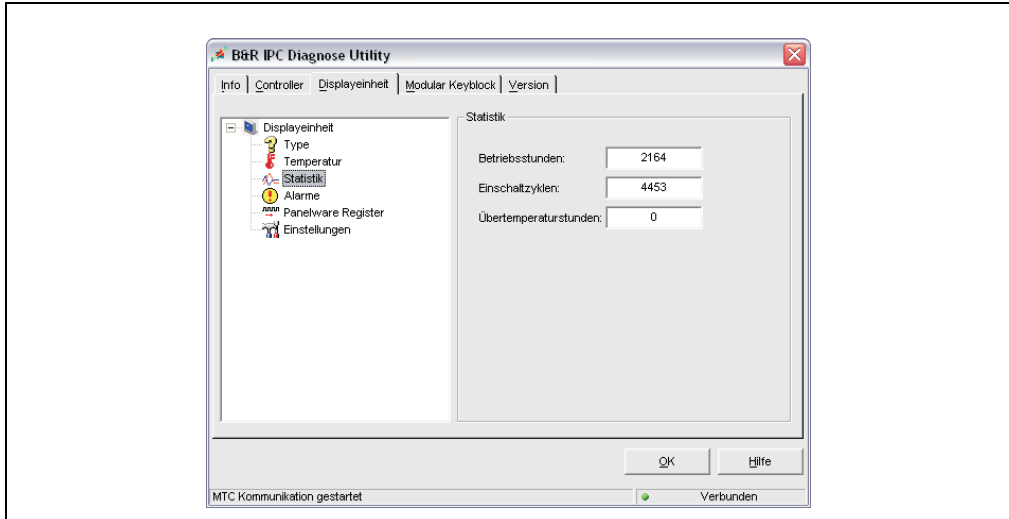 B&R IPC Diagnose Utility
Info Controller Displayeinheit Modular Keyblock Version
Displayeinheit
Type
Temperatur
Statistik
Alarme
Panelware Register
Einstellungen
Statistik
Betriebsstunden: 2164
Einschaltzyklen: 4453
Übertemperaturstunden: 0
OK Hilfe
MTC Kommunikation gestartet Verbunden